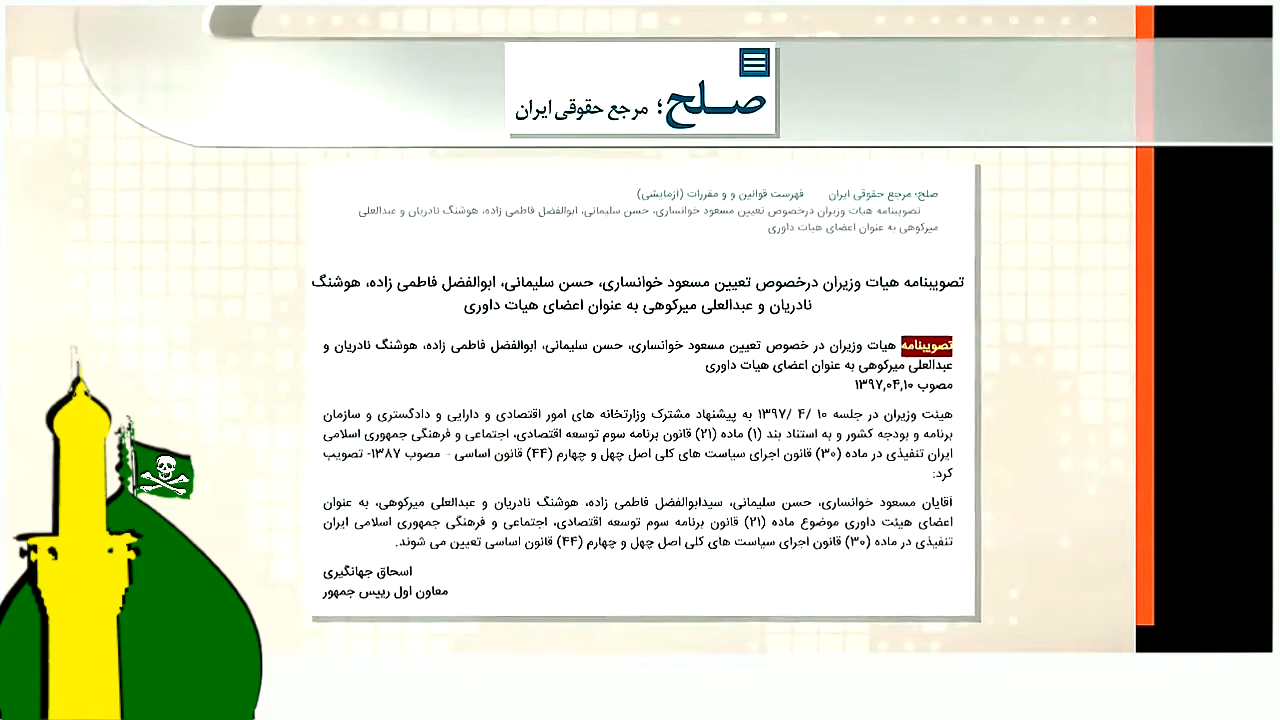 صلح؛ مرجع حقوقی ایران
صلح؛ مرجع حقوقی ایران فهرست قوانین و و مقررات (آزمایشی)
تصویبنامه هیات وزیران درخصوص تعیین مسعود خوانساری، حسن سلیمانی، ابوالفضل فاطمی زاده، هوشنگ نادریان و عبدالعلی
میرکوهی به عنوان اعضای هیات داوری
تصویبنامه هیات وزیران درخصوص تعیین مسعود خوانساری، حسن سلیمانی، ابوالفضل فاطمی زاده، هوشنگ
نادریان و عبدالعلی میرکوهی به عنوان اعضای هیات داوری
تصویبنامه هیات وزیران در خصوص تعیین مسعود خوانساری، حسن سلیمانی، ابوالفضل فاطمی زاده، هوشنگ نادریان و
عبدالعلی میرکوهی به عنوان اعضای هیات داوری
مصوب ۱۳۹۷,۰۴,۱۰
هیئت وزیران در جلسه ۱۰ /۴ /۱۳۹۷ به پیشنهاد مشترک وزارتخانه های امور اقتصادی و دارایی و دادگستری و سازمان
برنامه و بودجه کشور و به استناد بند (۱) ماده (۲۱) قانون برنامه سوم توسعه اقتصادی، اجتماعی و فرهنگی جمهوری اسلامی
ایران تنفیذی در ماده (۳۰) قانون اجرای سیاست های کلی اصل چهل و چهارم (۴۴) قانون اساسی - مصوب ۱۳۸۷- تصویب
کرد:
آقایان مسعود خوانساری، حسن سلیمانی، سیدابوالفضل فاطمی زاده، هوشنگ نادریان و عبدالعلی میرکوهی، به عنوان
اعضای هیئت داوری موضوع ماده (۲۱) قانون برنامه سوم توسعه اقتصادی، اجتماعی و فرهنگی جمهوری اسلامی ایران
تنفیذی در ماده (۳۰) قانون اجرای سیاست های کلی اصل چهل و چهارم (۴۴) قانون اساسی تعیین می شوند.
اسحاق جهانگیری
معاون اول رییس جمهور